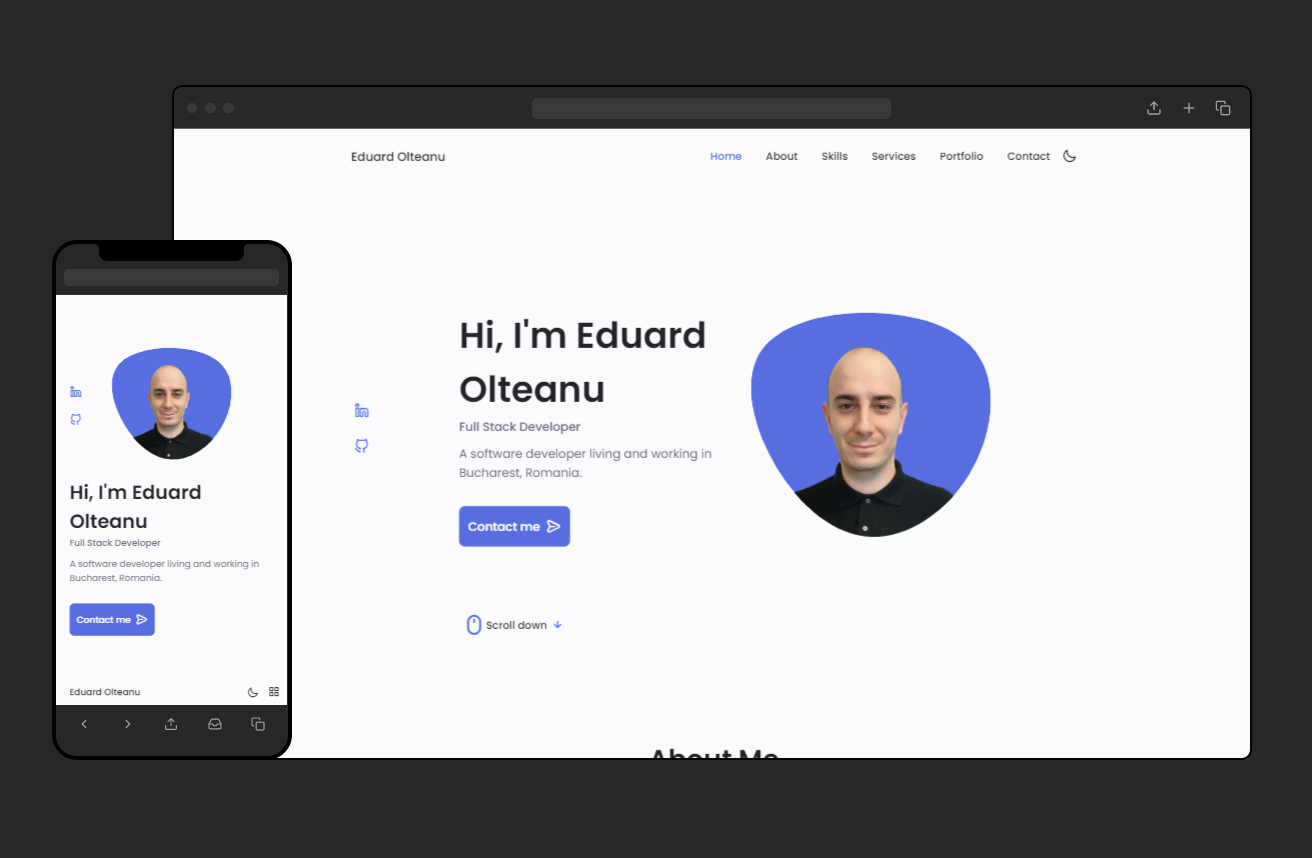 Eduard Olteanu
Home About Skills Services Portfolio Contact
Hi, I'm Eduard
Olteanu
Full Stack Developer
A software developer living and working in
Bucharest, Romania.
Contact me
Scroll down
About Me
Hi, I'm Eduard
Olteanu
Full Stack Developer
A software developer living and working in
Bucharest, Romania.
Contact me
Eduard Olteanu